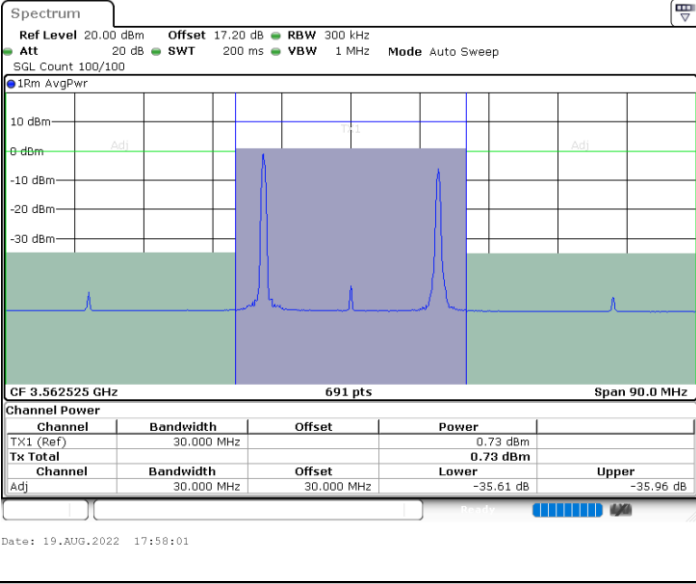 Spectrum
Ref Level 20.00 dBm Offset 17.20 dB RBW 300 kHz
Att 20 dB SWT 200 ms VBW 1 MHz Mode Auto Sweep
SGL Count 100/100
1Rm AvgPwr
10 dBm
Tx1
Adj
Adj
0 dBm
-10 dBm
-20 dBm
-30 dBm
CF 3.562525 GHz 691 pts Span 90.0 MHz
Channel Power
Channel Bandwidth Offset Power
TX1 (Ref) 30.000 MHz 0.73 dBm
Tx Total 0.73 dBm
Channel Bandwidth Offset Lower Upper
Adj 30.000 MHz 30.000 MHz -35.61 dB -35.96 dB
Ready
Date: 19.AUG.2022 17:58:01